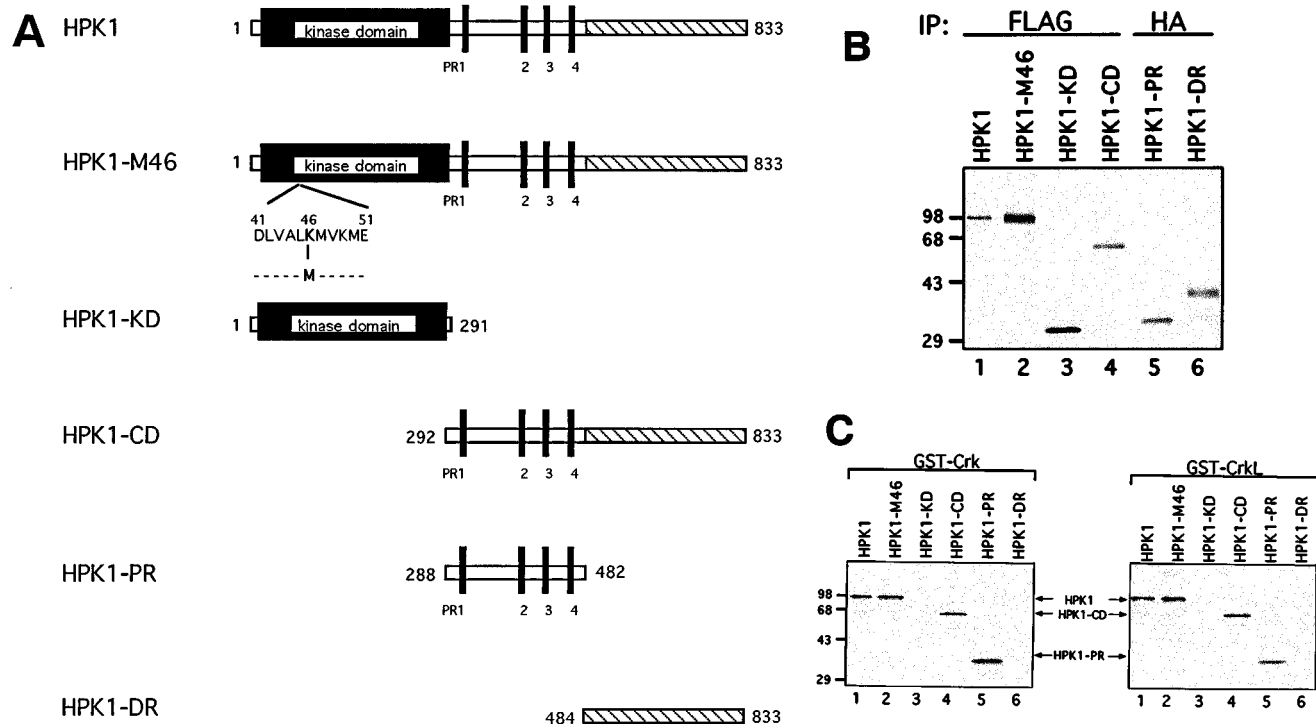 A
HPK1
1
kinase domain
833
PR1
2
3
4
HPK1-M46
1
kinase domain
833
PR1
2
3
4
41
46
51
DLVALKMVKME
-----M-----
HPK1-KD
1
kinase domain
291
HPK1-CD
292
833
PR1
2
3
4
HPK1-PR
288
482
PR1
2
3
4
HPK1-DR
484
833
B
IP:
FLAG
HA
HPK1
HPK1-M46
HPK1-KD
HPK1-CD
HPK1-PR
HPK1-DR
98
68
43
29
1 2 3 4 5 6
C
GST-Crk
HPK1
HPK1-M46
HPK1-KD
HPK1-CD
HPK1-PR
HPK1-DR
98
68
43
29
1 2 3 4 5 6
HPK1
HPK1-CD
HPK1-PR
GST-CrkL
HPK1
HPK1-M46
HPK1-KD
HPK1-CD
HPK1-PR
HPK1-DR
1 2 3 4 5 6